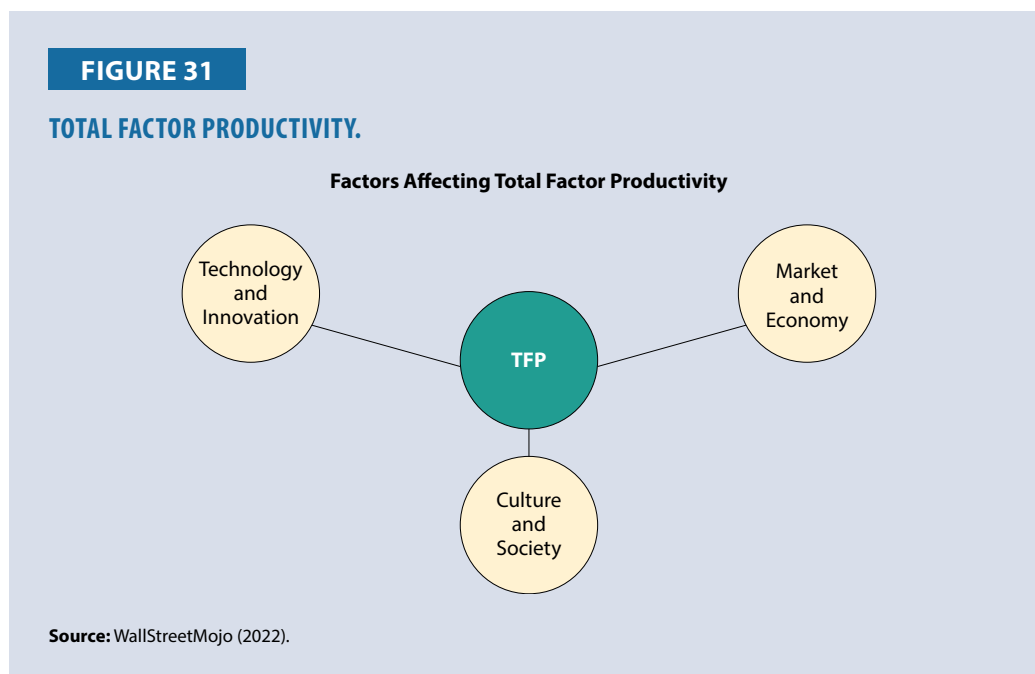 FIGURE 31
TOTAL FACTOR PRODUCTIVITY.
Factors Affecting Total Factor Productivity
Technology
and
Innovation
Market
and
Economy
TFP
Culture
and
Society
Source: WallStreetMojo (2022).